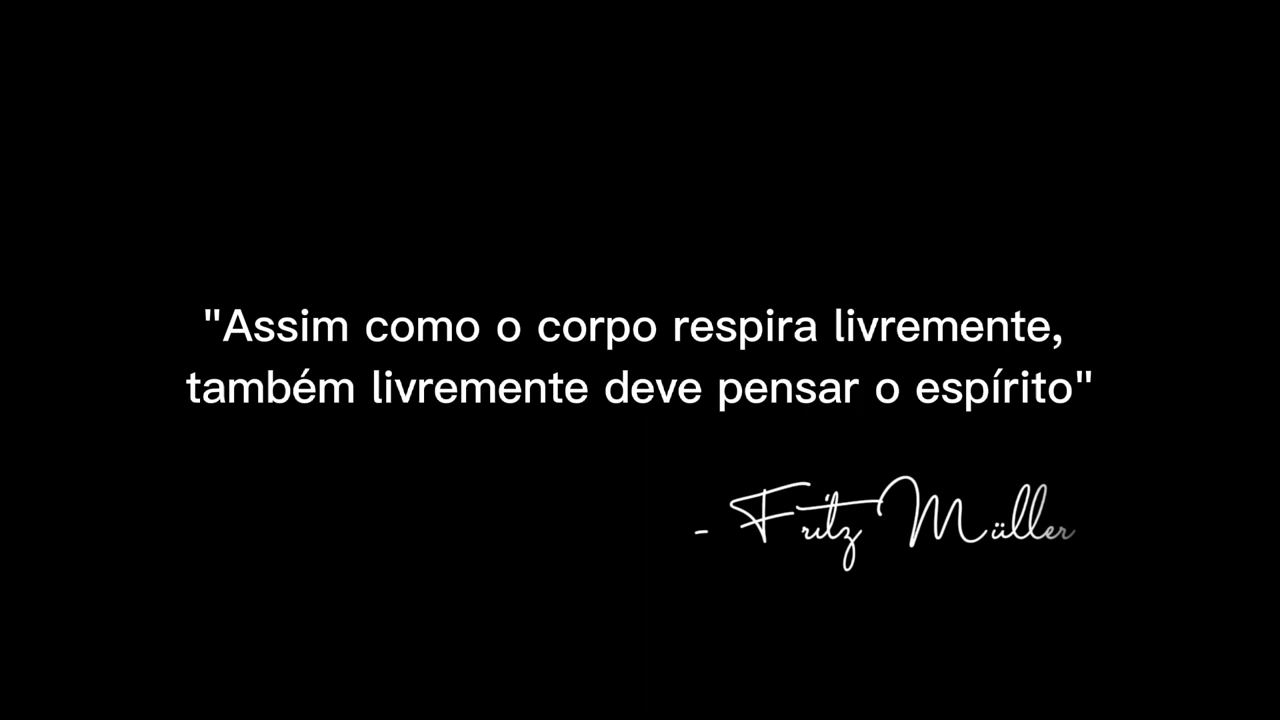 "Assim como o corpo respira livremente,
também livremente deve pensar o espírito"
- Fritz Müller